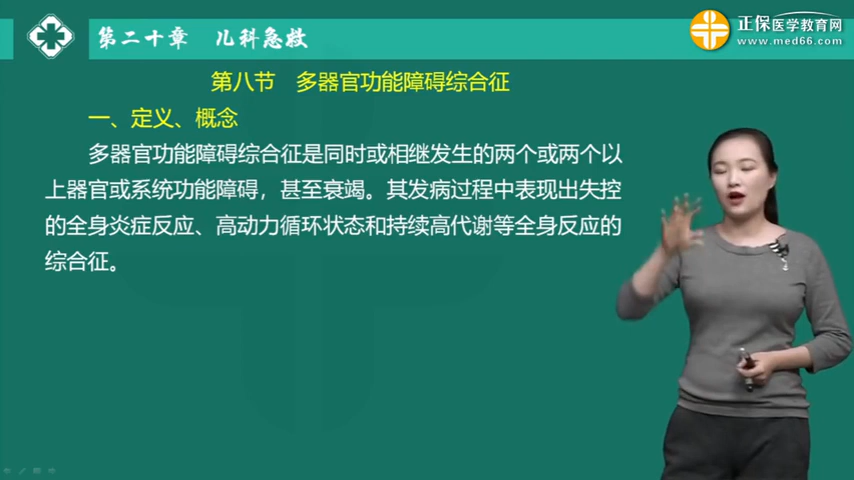 第二十章 儿科急救
正保医学教育网
www.med66.com
第八节 多器官功能障碍综合征
一、定义、概念
多器官功能障碍综合征是同时或相继发生的两个或两个以
上器官或系统功能障碍，甚至衰竭。其发病过程中表现出失控
的全身炎症反应、高动力循环状态和持续高代谢等全身反应的
综合征。